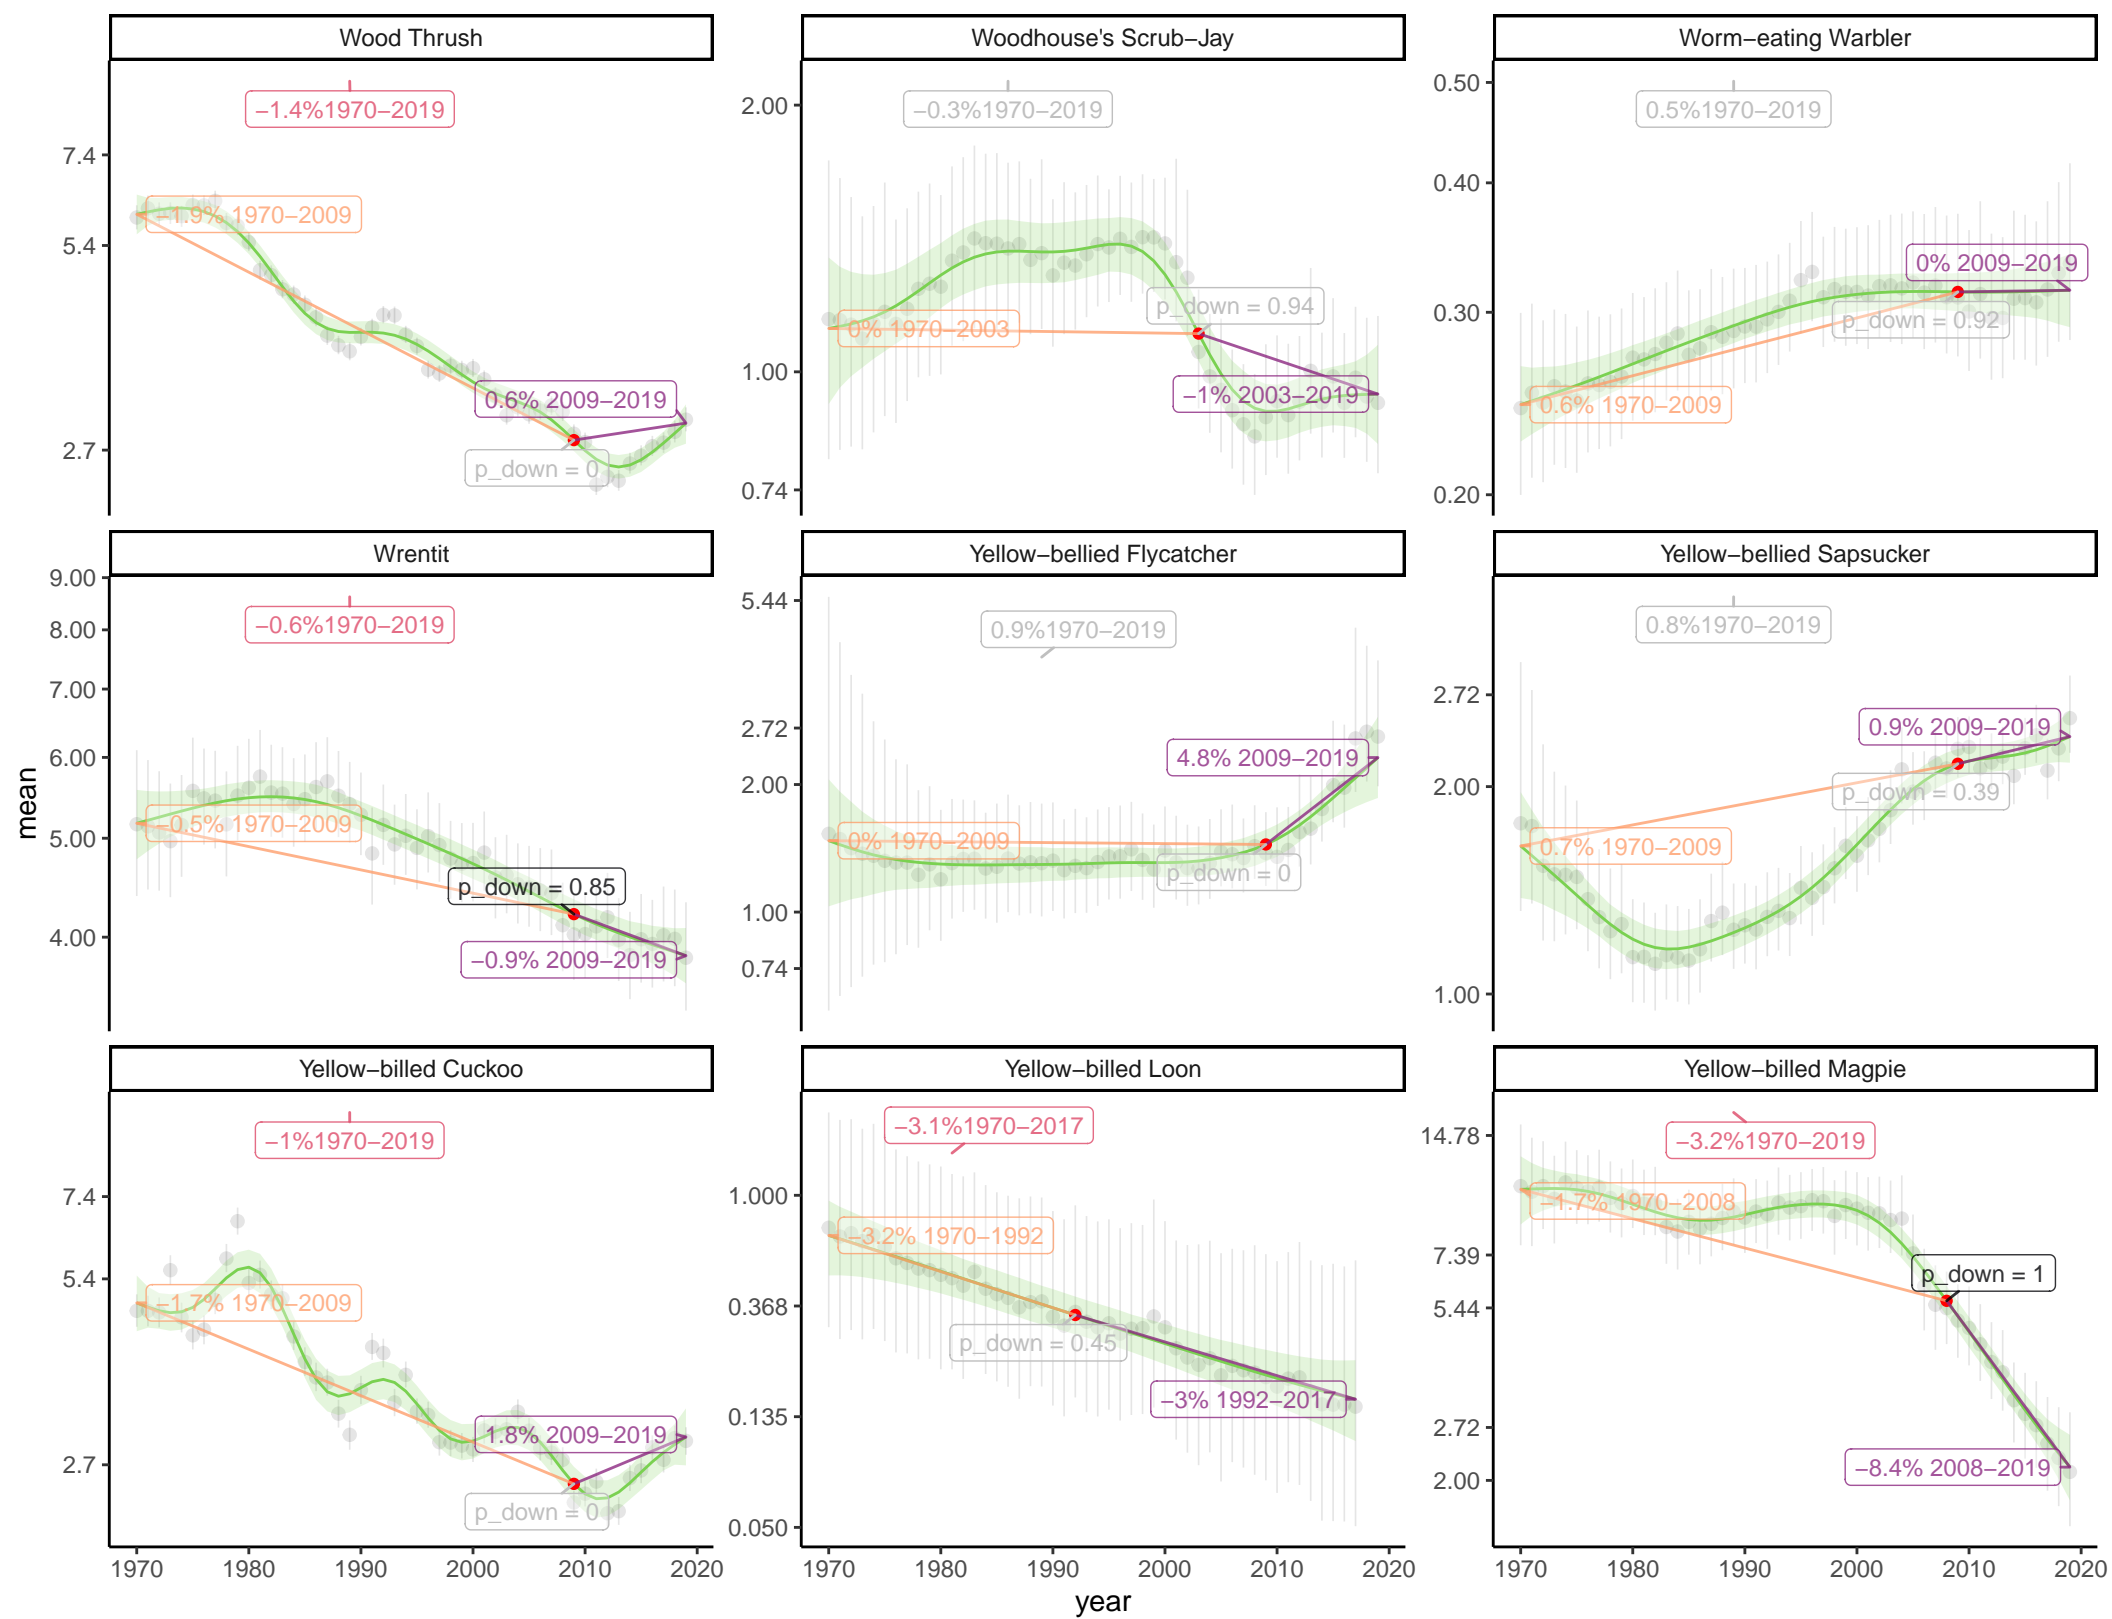 Wood Thrush
Woodhouse's Scrub–Jay
Worm–eating Warbler
7.4
5.4
2.7
–1.4%1970–2019
–1.9% 1970–2009
0.6% 2009–2019
p_down = 0
2.00
1.00
0.74
–0.3%1970–2019
0% 1970–2003
p_down = 0.94
–1% 2003–2019
0.50
0.40
0.30
0.20
0.5%1970–2019
0% 2009–2019
p_down = 0.92
0.6% 1970–2009
mean
Wrentit
Yellow–bellied Flycatcher
Yellow–bellied Sapsucker
9.00
8.00
7.00
6.00
5.00
4.00
–0.6%1970–2019
–0.5% 1970–2009
p_down = 0.85
–0.9% 2009–2019
5.44
2.72
2.00
1.00
0.74
0.9%1970–2019
4.8% 2009–2019
0% 1970–2009
p_down = 0
2.72
2.00
1.00
0.8%1970–2019
0.9% 2009–2019
p_down = 0.39
0.7% 1970–2009
Yellow–billed Cuckoo
Yellow–billed Loon
Yellow–billed Magpie
7.4
5.4
2.7
–1%1970–2019
–1.7% 1970–2009
1.8% 2009–2019
p_down = 0
1.000
0.368
0.135
0.050
–3.1%1970–2017
–3.2% 1970–1992
p_down = 0.45
–3% 1992–2017
14.78
7.39
5.44
2.72
2.00
–3.2%1970–2019
–1.7% 1970–2008
p_down = 1
–8.4% 2008–2019
1970 1980 1990 2000 2010 2020
1970 1980 1990 2000 2010 2020
1970 1980 1990 2000 2010 2020
year